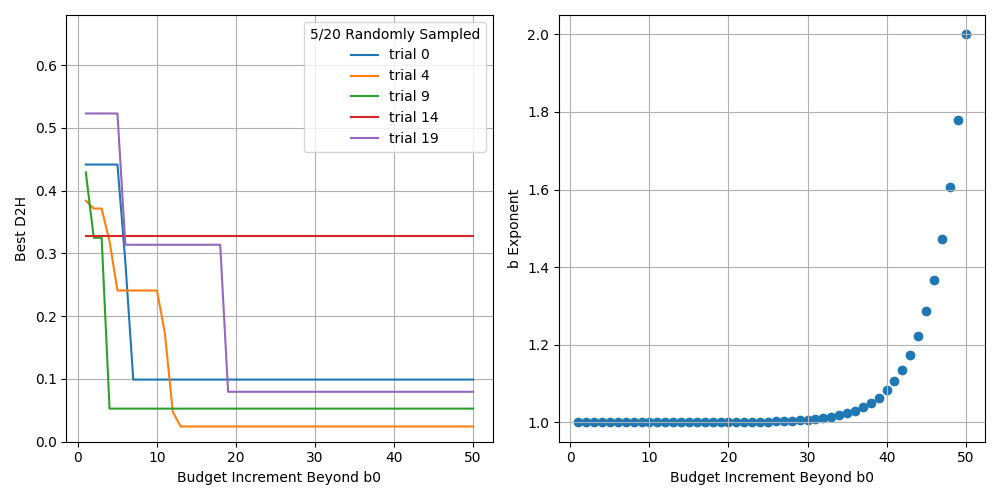 5/20 Randomly Sampled
trial 0
trial 4
trial 9
trial 14
trial 19
Best D2H
0.6
0.5
0.4
0.3
0.2
0.1
0.0
0 10 20 30 40 50
Budget Increment Beyond b0
b Exponent
2.0
1.8
1.6
1.4
1.2
1.0
0 10 20 30 40 50
Budget Increment Beyond b0